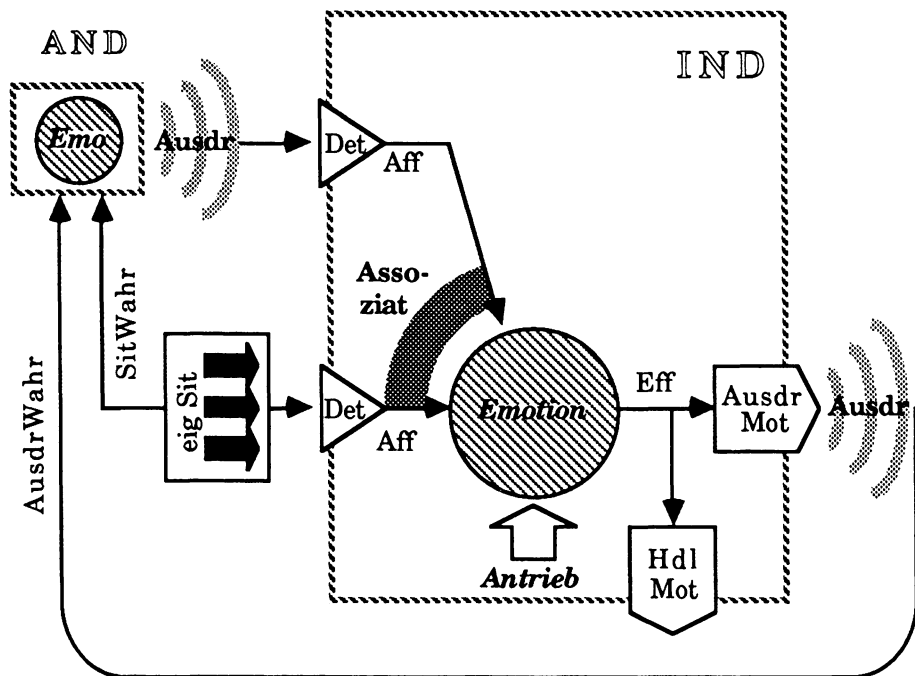 AND
IND
Emo
Ausdr
Det
Aff
Asso-
ziat
SitWahr
AusdrWahr
eig Sit
Det
Aff
Emotion
Eff
Ausdr
Mot
Ausdr
Antrieb
Hdl
Mot